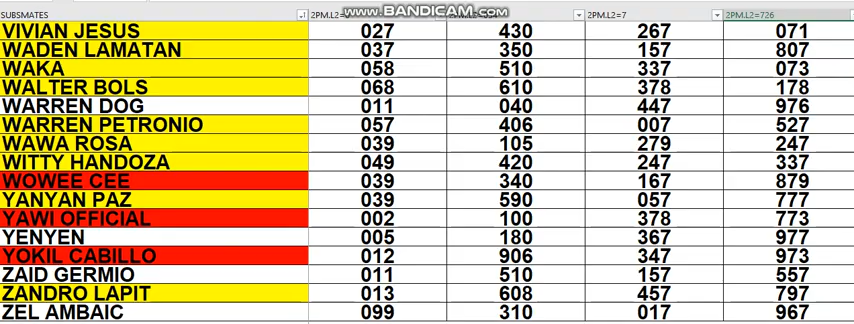 www.BANDICAM.com
SUBSMATES 2PM.L2= 2PM.L2=7 2PM.L2=726
VIVIAN JESUS 027 430 267 071
WADEN LAMATAN 037 350 157 807
WAKA 058 510 337 073
WALTER BOLS 068 610 378 178
WARREN DOG 011 040 447 976
WARREN PETRONIO 057 406 007 527
WAWA ROSA 039 105 279 247
WITTY HANDOZA 049 420 247 337
WOWEE CEE 039 340 167 879
YANYAN PAZ 039 590 057 777
YAWI OFFICIAL 002 100 378 773
YENYEN 005 180 367 977
YOKIL CABILLO 012 906 347 973
ZAID GERMIO 011 510 157 557
ZANDRO LAPIT 013 608 457 797
ZEL AMBAIC 099 310 017 967